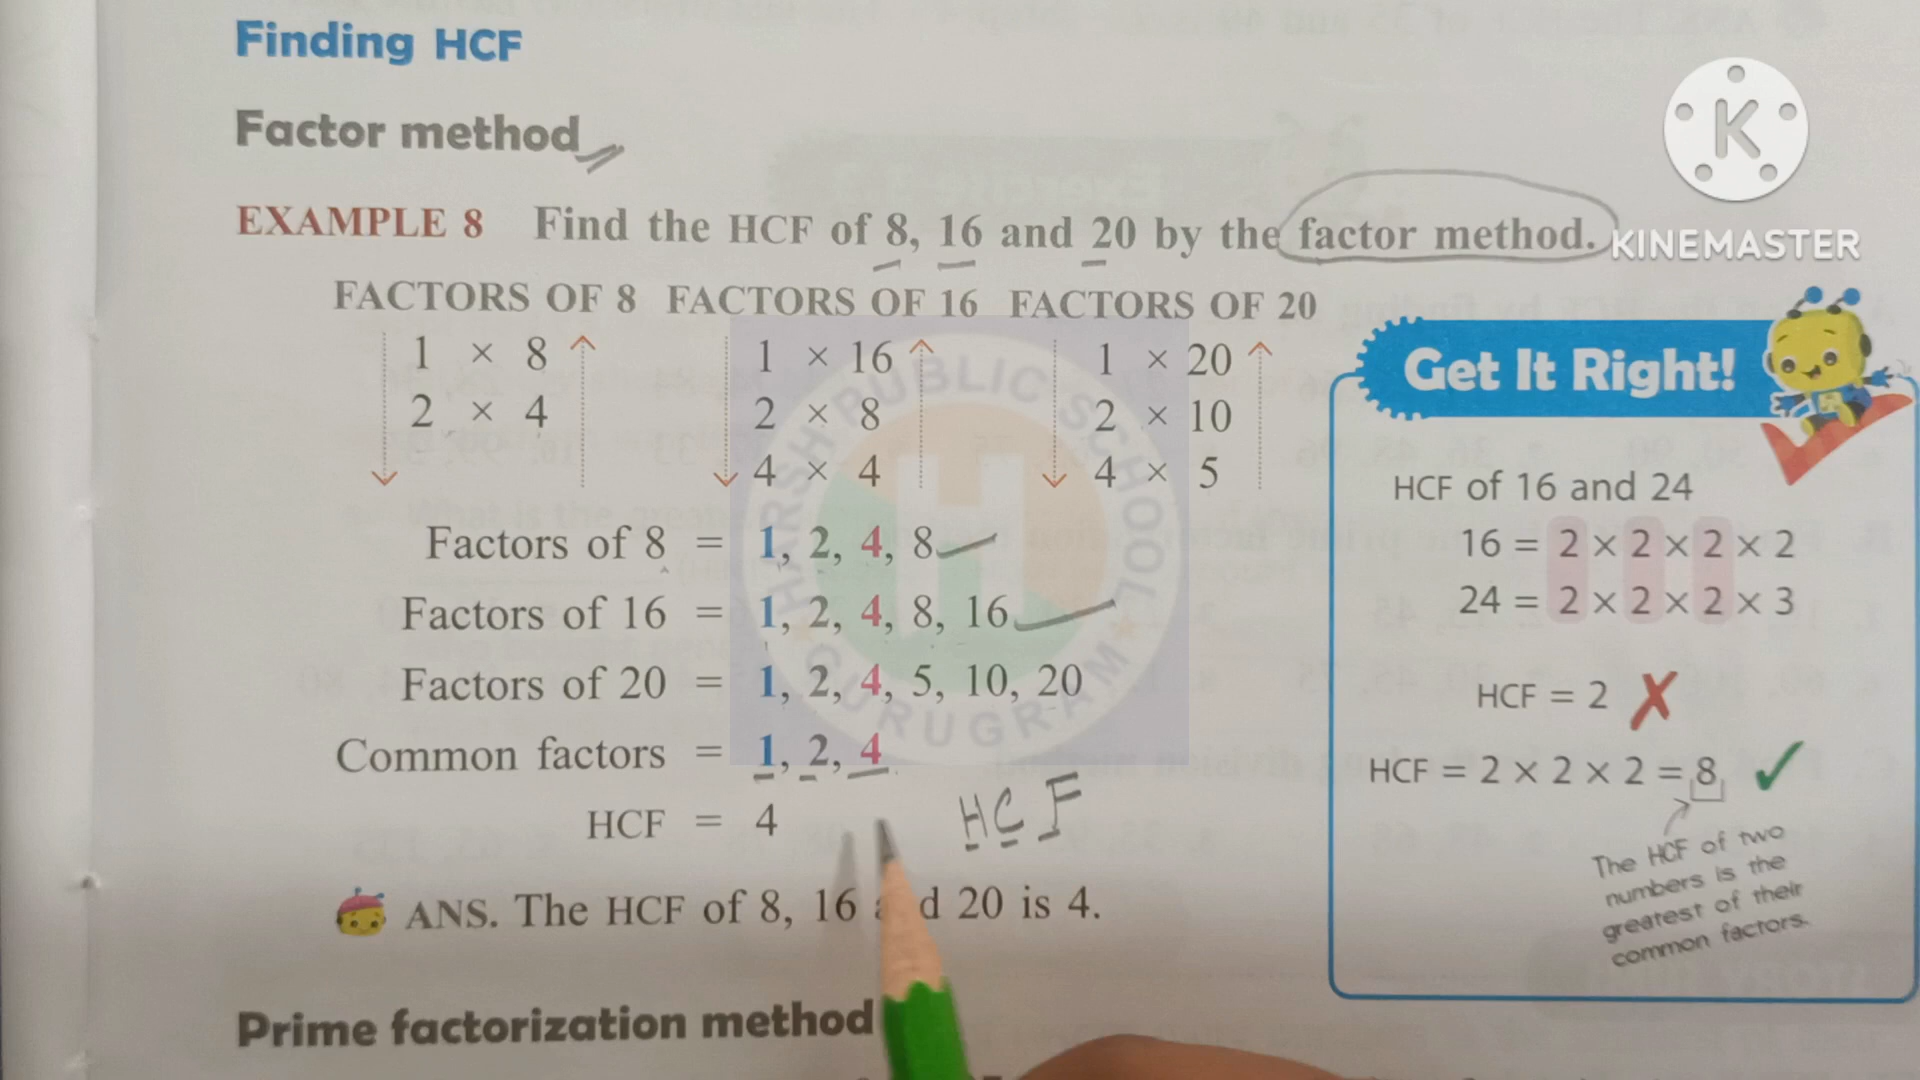 Finding HCF
Factor method
EXAMPLE 8 Find the HCF of 8, 16 and 20 by the factor method.
KINEMASTER
FACTORS OF 8 FACTORS OF 16 FACTORS OF 20
1 × 8 1 × 16 1 × 20
2 × 4 2 × 8 2 × 10
4 × 4 4 × 5
Factors of 8 = 1, 2, 4, 8
Factors of 16 = 1, 2, 4, 8, 16
Factors of 20 = 1, 2, 4, 5, 10, 20
Common factors = 1, 2, 4
HCF = 4
HCF
ANS. The HCF of 8, 16 and 20 is 4.
Prime factorization method
Get It Right!
HCF of 16 and 24
16 = 2 × 2 × 2 × 2
24 = 2 × 2 × 2 × 3
HCF = 2 ✗
HCF = 2 × 2 × 2 = 8 ✓
The HCF of two
numbers is the
greatest of their
common factors.
HARSH PUBLIC SCHOOL
GURUGRAM